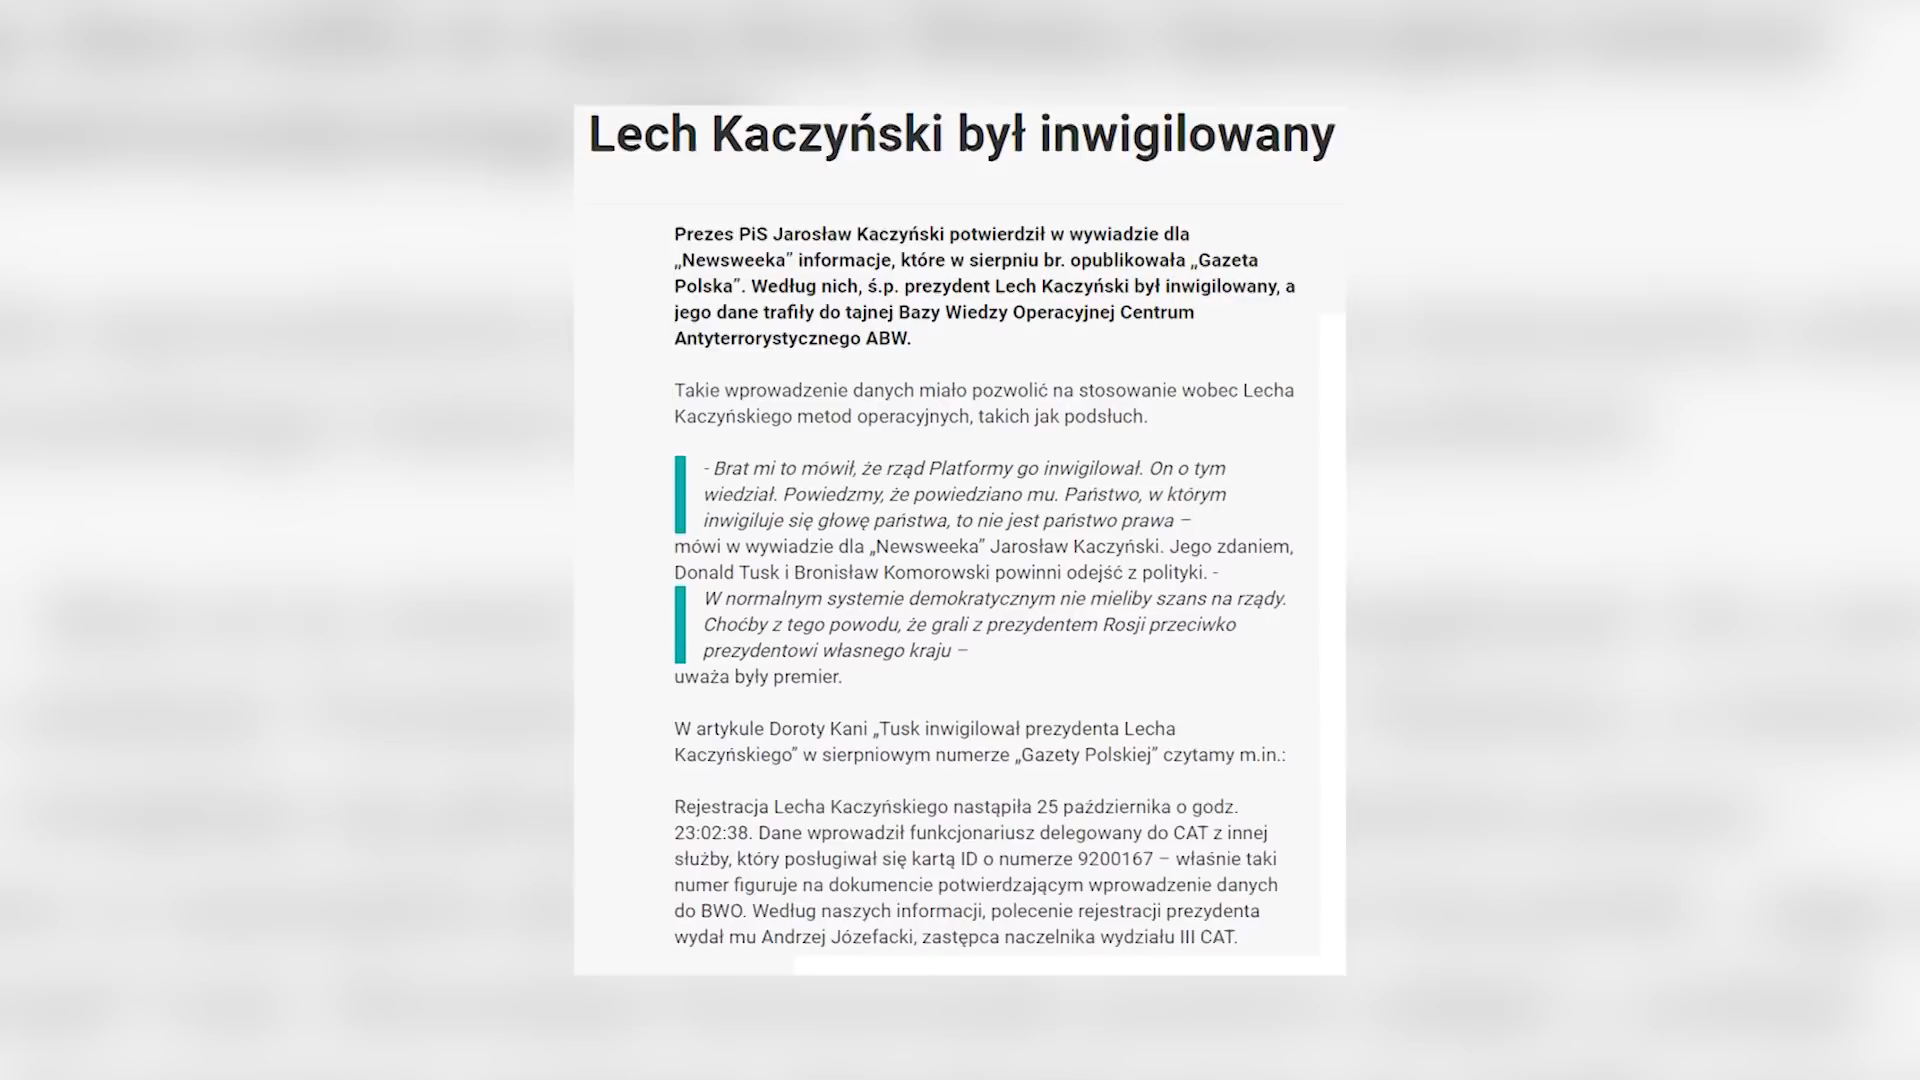 Lech Kaczyński był inwigilowany
Prezes PiS Jarosław Kaczyński potwierdził w wywiadzie dla
„Newsweeka” informacje, które w sierpniu br. opublikowała „Gazeta
Polska”. Według nich, ś.p. prezydent Lech Kaczyński był inwigilowany, a
jego dane trafiły do tajnej Bazy Wiedzy Operacyjnej Centrum
Antyterrorystycznego ABW.
Takie wprowadzenie danych miało pozwolić na stosowanie wobec Lecha
Kaczyńskiego metod operacyjnych, takich jak podsłuch.
- Brat mi to mówił, że rząd Platformy go inwigilował. On o tym
wiedział. Powiedzmy, że powiedziano mu. Państwo, w którym
inwigiluje się głowę państwa, to nie jest państwo prawa –
mówi w wywiadzie dla „Newsweeka” Jarosław Kaczyński. Jego zdaniem,
Donald Tusk i Bronisław Komorowski powinni odejść z polityki. -
W normalnym systemie demokratycznym nie mieliby szans na rządy.
Choćby z tego powodu, że grali z prezydentem Rosji przeciwko
prezydentowi własnego kraju –
uważa były premier.
W artykule Doroty Kani „Tusk inwigilował prezydenta Lecha
Kaczyńskiego” w sierpniowym numerze „Gazety Polskiej” czytamy m.in.:
Rejestracja Lecha Kaczyńskiego nastąpiła 25 października o godz.
23:02:38. Dane wprowadził funkcjonariusz delegowany do CAT z innej
służby, który posługiwał się kartą ID o numerze 9200167 – właśnie taki
numer figuruje na dokumencie potwierdzającym wprowadzenie danych
do BWO. Według naszych informacji, polecenie rejestracji prezydenta
wydał mu Andrzej Józefacki, zastępca naczelnika wydziału III CAT.